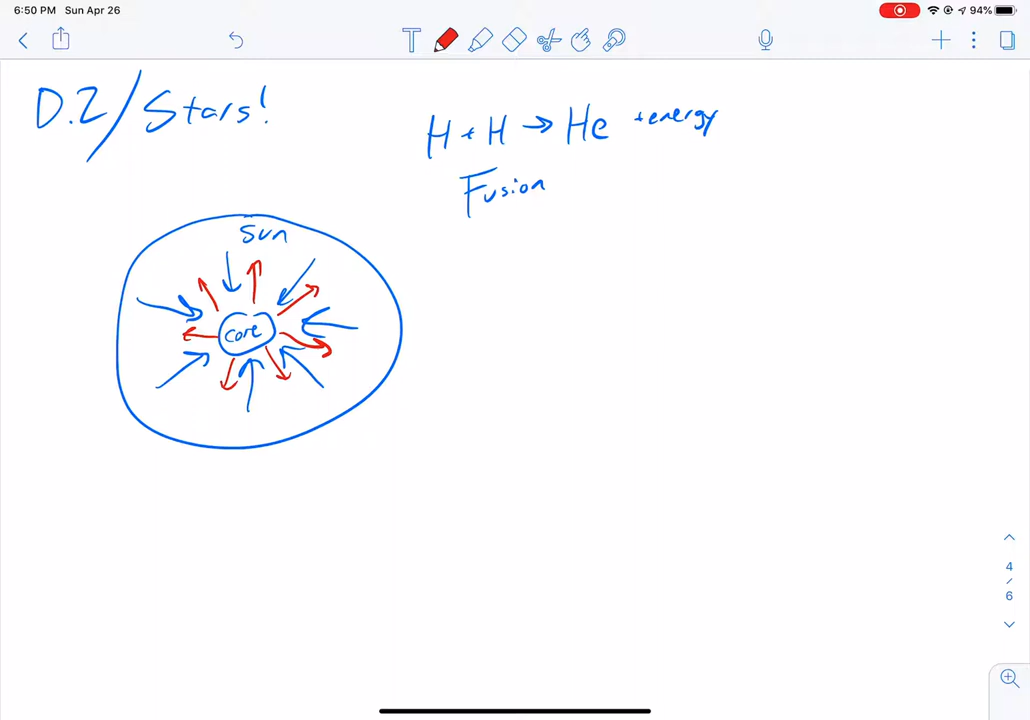 6:50 PM Sun Apr 26
94%
T
D.2/Stars!
H + H → He + energy
Fusion
Sun
core
4
/
6